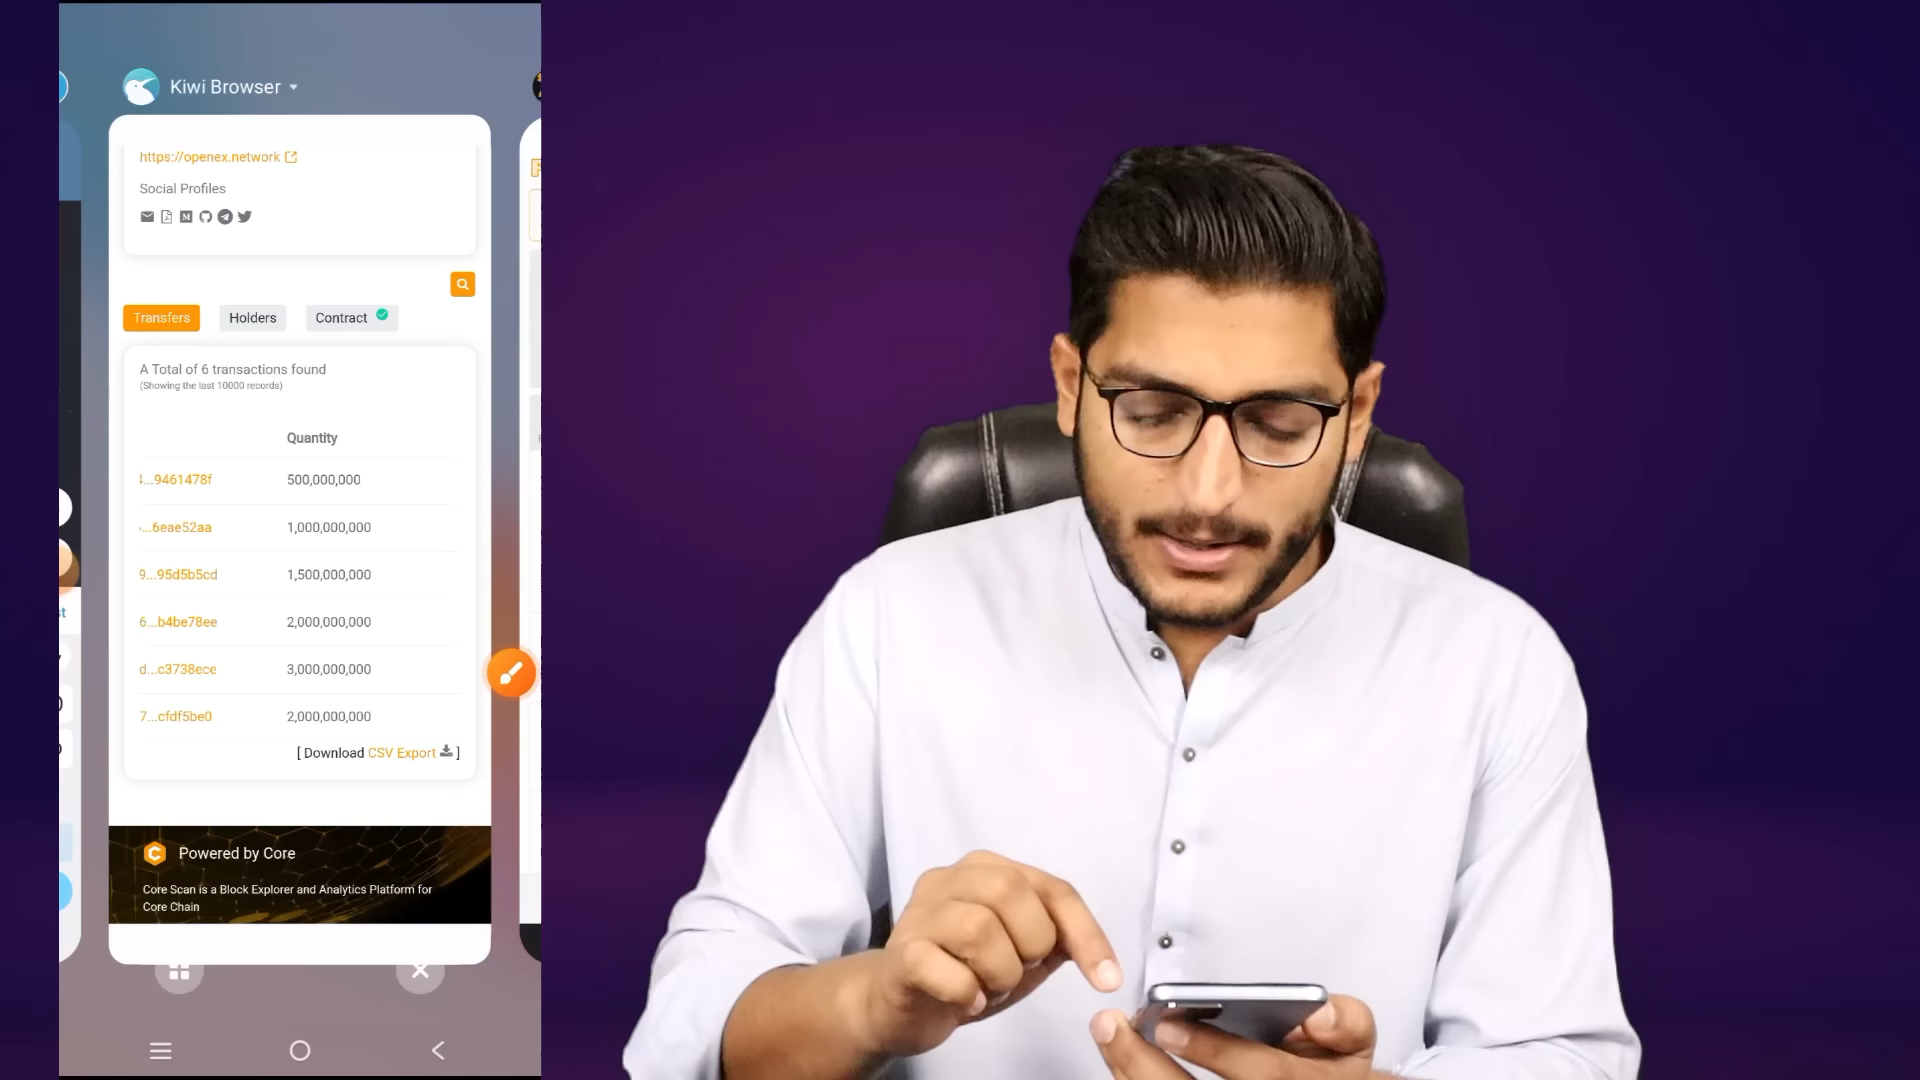 Kiwi Browser
https://openex.network
Social Profiles
Transfers
Holders
Contract
A Total of 6 transactions found
(Showing the last 10000 records)
Quantity
...9461478f 500,000,000
...6eae52aa 1,000,000,000
9...95d5b5cd 1,500,000,000
6...b4be78ee 2,000,000,000
d...c3738ece 3,000,000,000
7...cfdf5be0 2,000,000,000
[ Download CSV Export ]
Powered by Core
Core Scan is a Block Explorer and Analytics Platform for
Core Chain